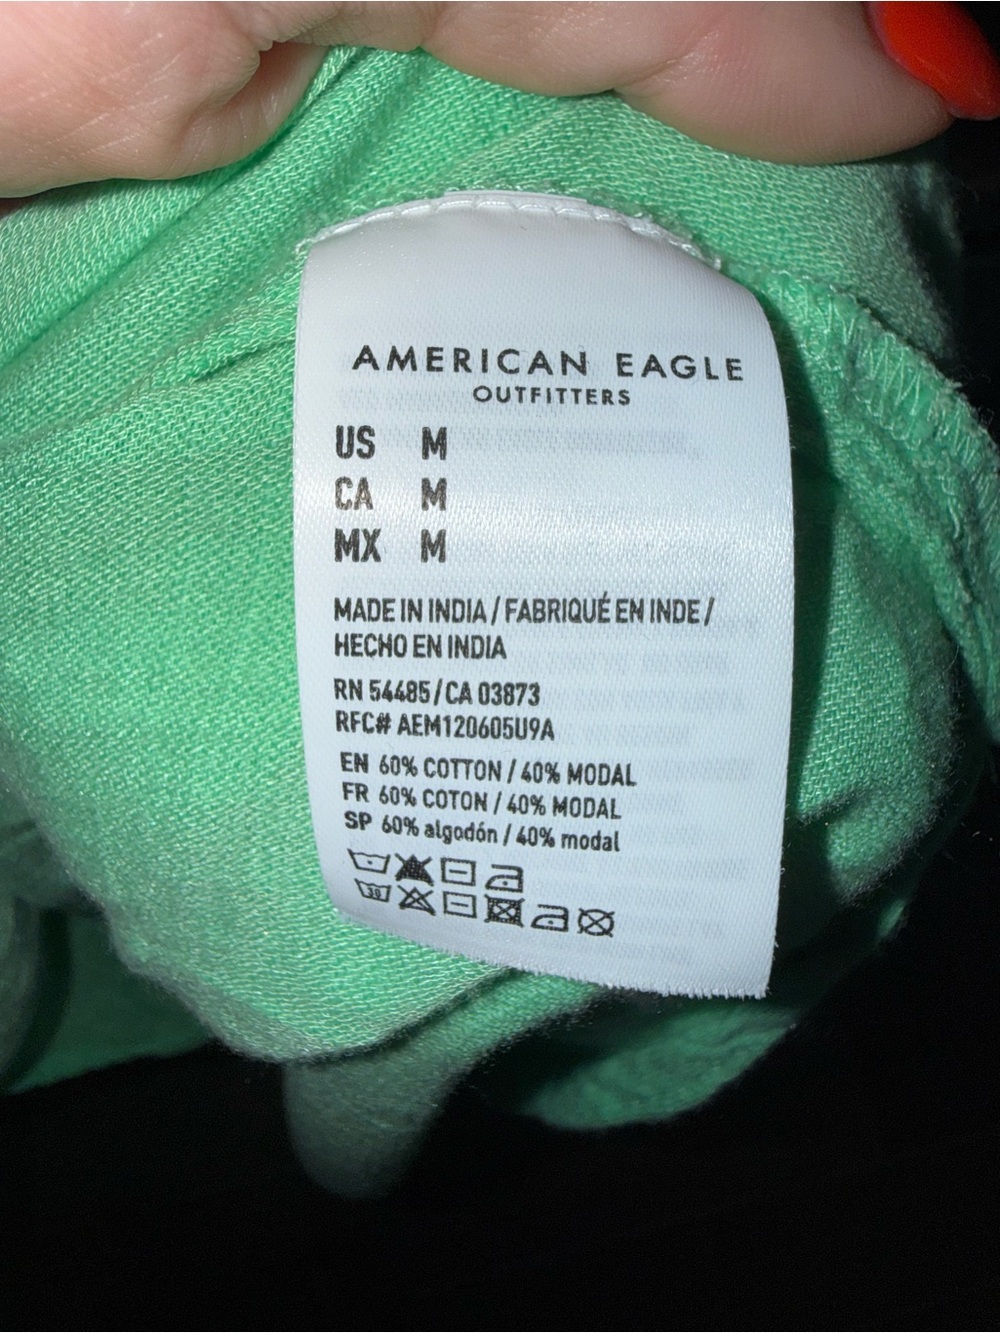 AMERICAN EAGLE
OUTFITTERS
US M
CA M
MX M
MADE IN INDIA / FABRIQUÉ EN INDE /
HECHO EN INDIA
RN 54485 / CA 03873
RFC# AEM120605U9A
EN 60% COTTON / 40% MODAL
FR 60% COTON / 40% MODAL
SP 60% algodón / 40% modal
30